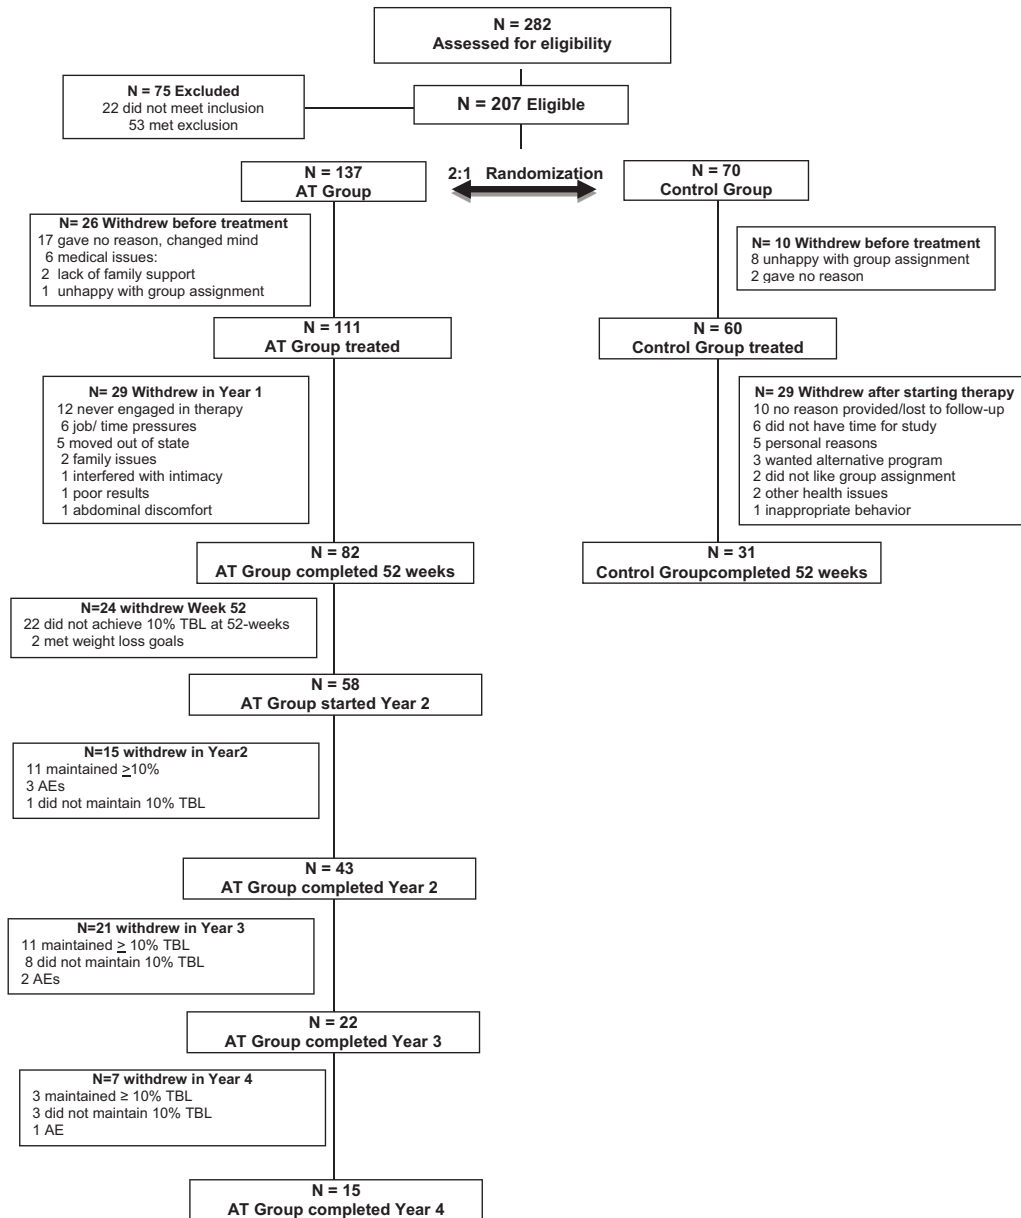 N = 282
Assessed for eligibility
N = 75 Excluded
22 did not meet inclusion
53 met exclusion
N = 207 Eligible
N = 137
AT Group
2:1 Randomization
N = 70
Control Group
N= 26 Withdrew before treatment
17 gave no reason, changed mind
6 medical issues:
2 lack of family support
1 unhappy with group assignment
N= 10 Withdrew before treatment
8 unhappy with group assignment
2 gave no reason
N = 111
AT Group treated
N = 60
Control Group treated
N= 29 Withdrew in Year 1
12 never engaged in therapy
6 job/ time pressures
5 moved out of state
2 family issues
1 interfered with intimacy
1 poor results
1 abdominal discomfort
N= 29 Withdrew after starting therapy
10 no reason provided/lost to follow-up
6 did not have time for study
5 personal reasons
3 wanted alternative program
2 did not like group assignment
2 other health issues
1 inappropriate behavior
N = 82
AT Group completed 52 weeks
N = 31
Control Groupcompleted 52 weeks
N=24 withdrew Week 52
22 did not achieve 10% TBL at 52-weeks
2 met weight loss goals
N = 58
AT Group started Year 2
N=15 withdrew in Year2
11 maintained ≥10%
3 AEs
1 did not maintain 10% TBL
N = 43
AT Group completed Year 2
N=21 withdrew in Year 3
11 maintained ≥ 10% TBL
8 did not maintain 10% TBL
2 AEs
N = 22
AT Group completed Year 3
N=7 withdrew in Year 4
3 maintained ≥ 10% TBL
3 did not maintain 10% TBL
1 AE
N = 15
AT Group completed Year 4